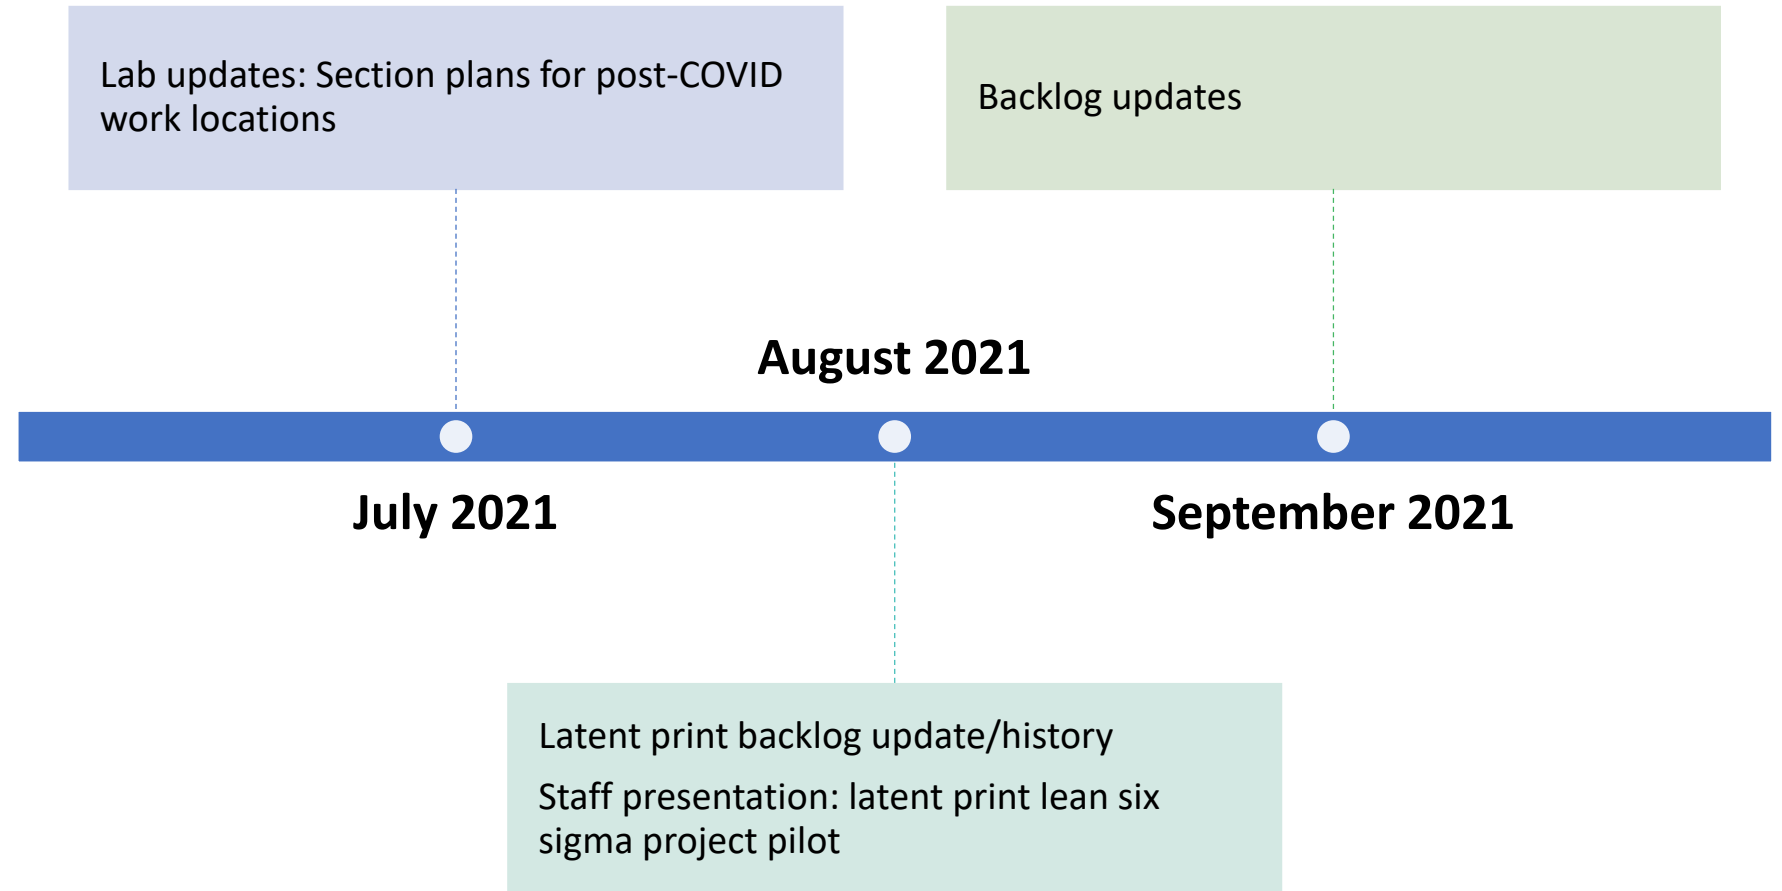 Lab updates: Section plans for post-COVID
work locations
Backlog updates
August 2021
July 2021
September 2021
Latent print backlog update/history
Staff presentation: latent print lean six
sigma project pilot